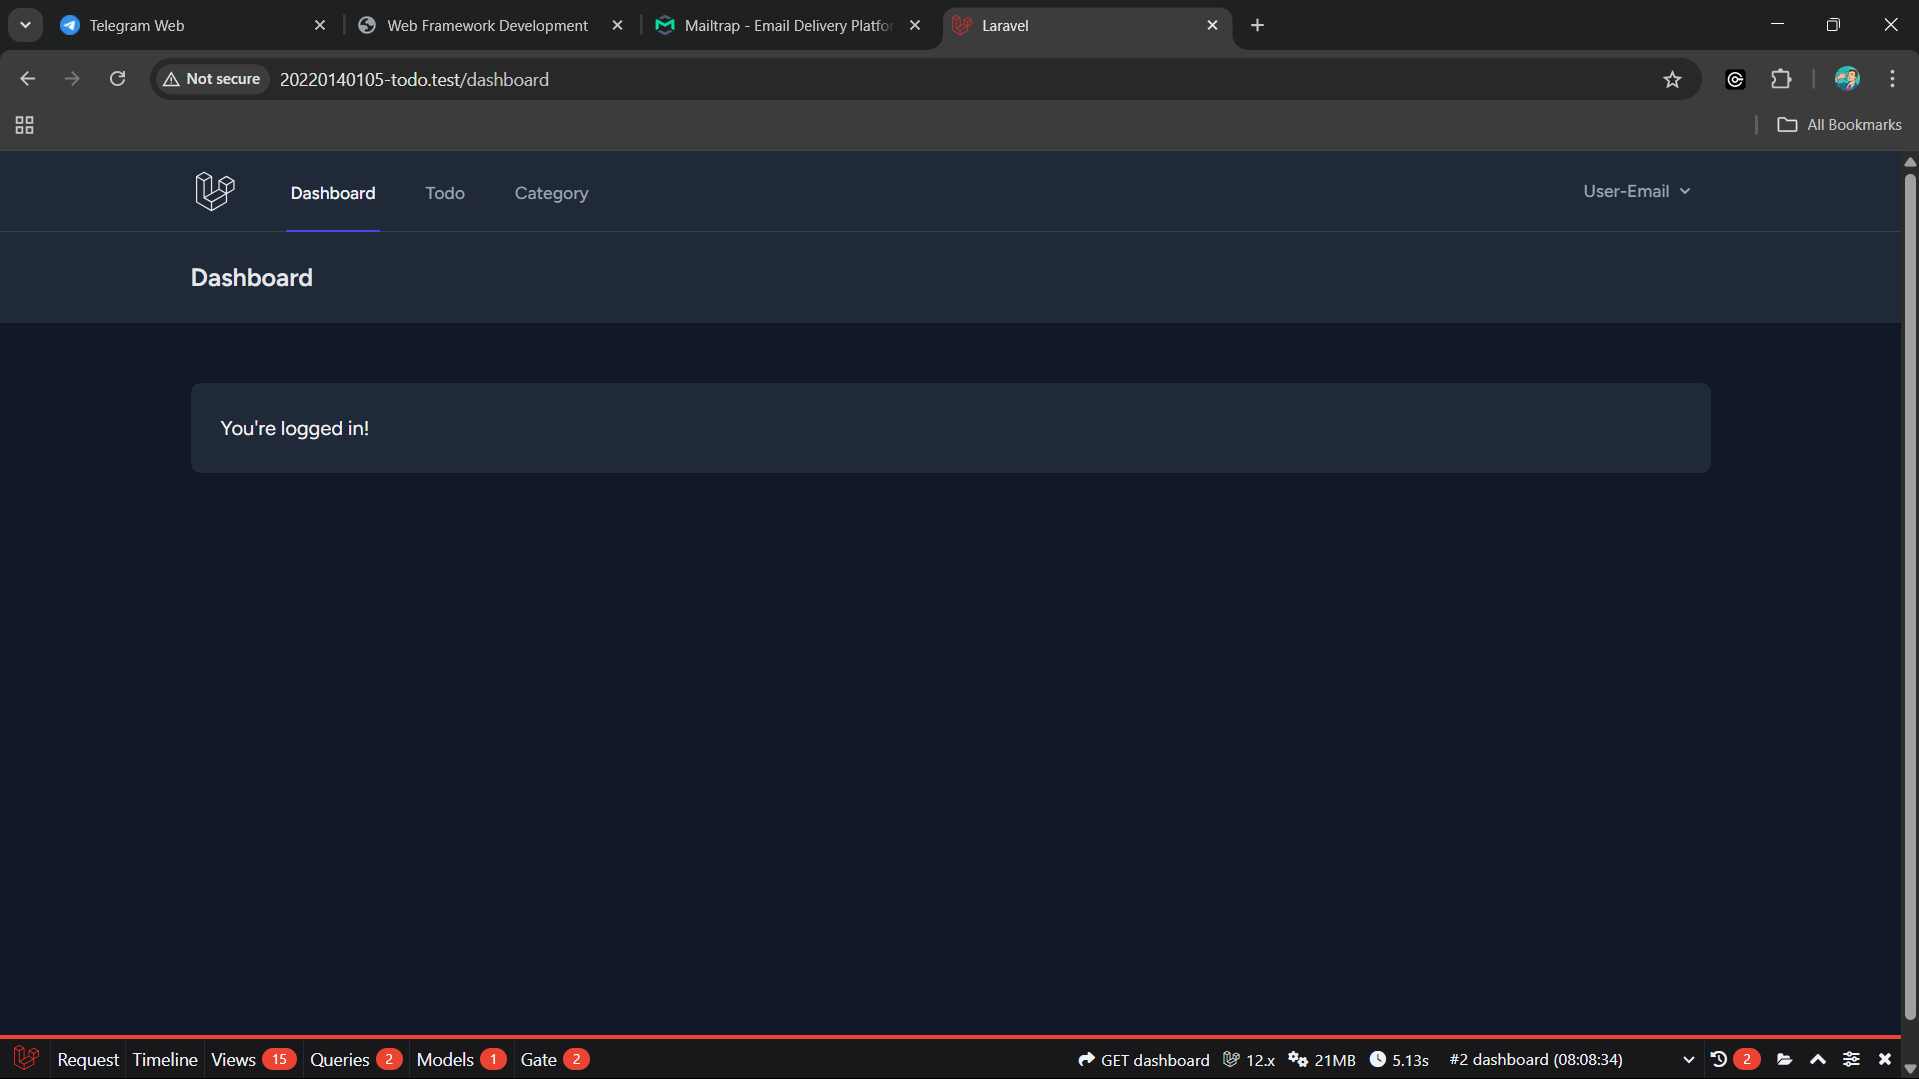 Telegram Web
Web Framework Development
Mailtrap - Email Delivery Platfor
Laravel
Not secure
20220140105-todo.test/dashboard
All Bookmarks
Dashboard
Todo
Category
User-Email
Dashboard
You're logged in!
Request
Timeline
Views 15
Queries 2
Models 1
Gate 2
GET dashboard
12.x
21MB
5.13s
#2 dashboard (08:08:34)
2